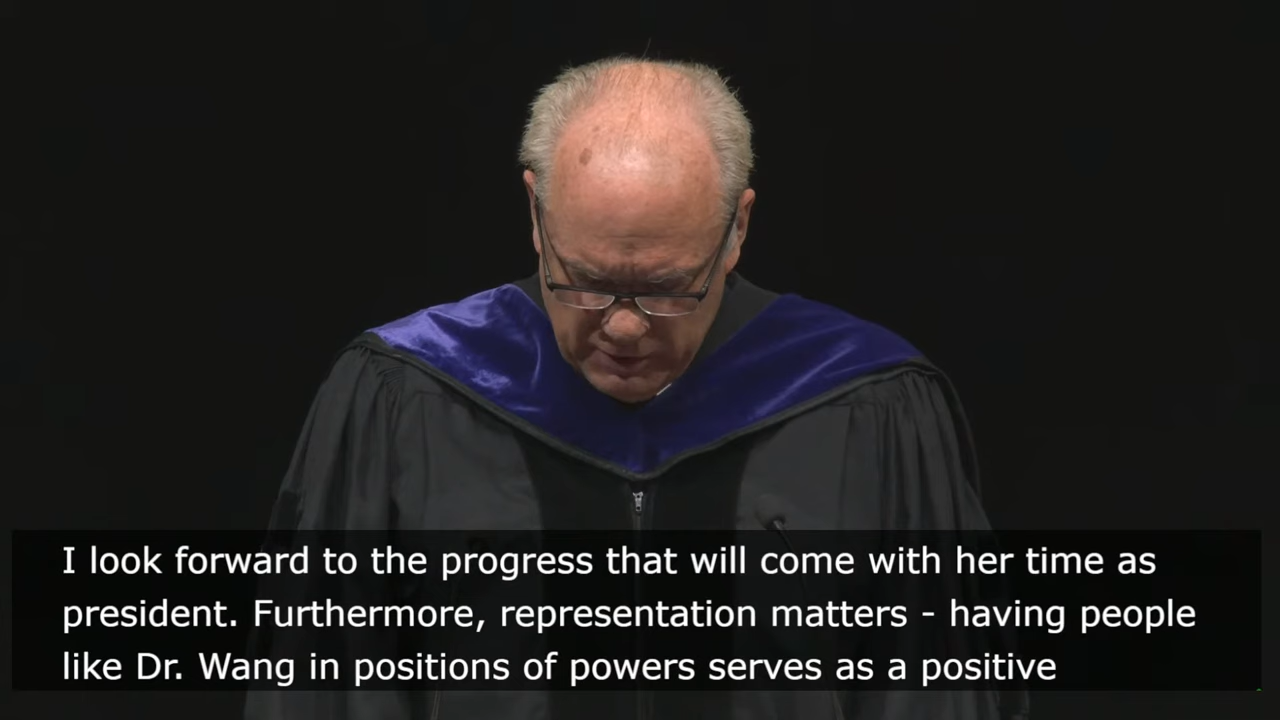 I look forward to the progress that will come with her time as
president. Furthermore, representation matters - having people
like Dr. Wang in positions of powers serves as a positive